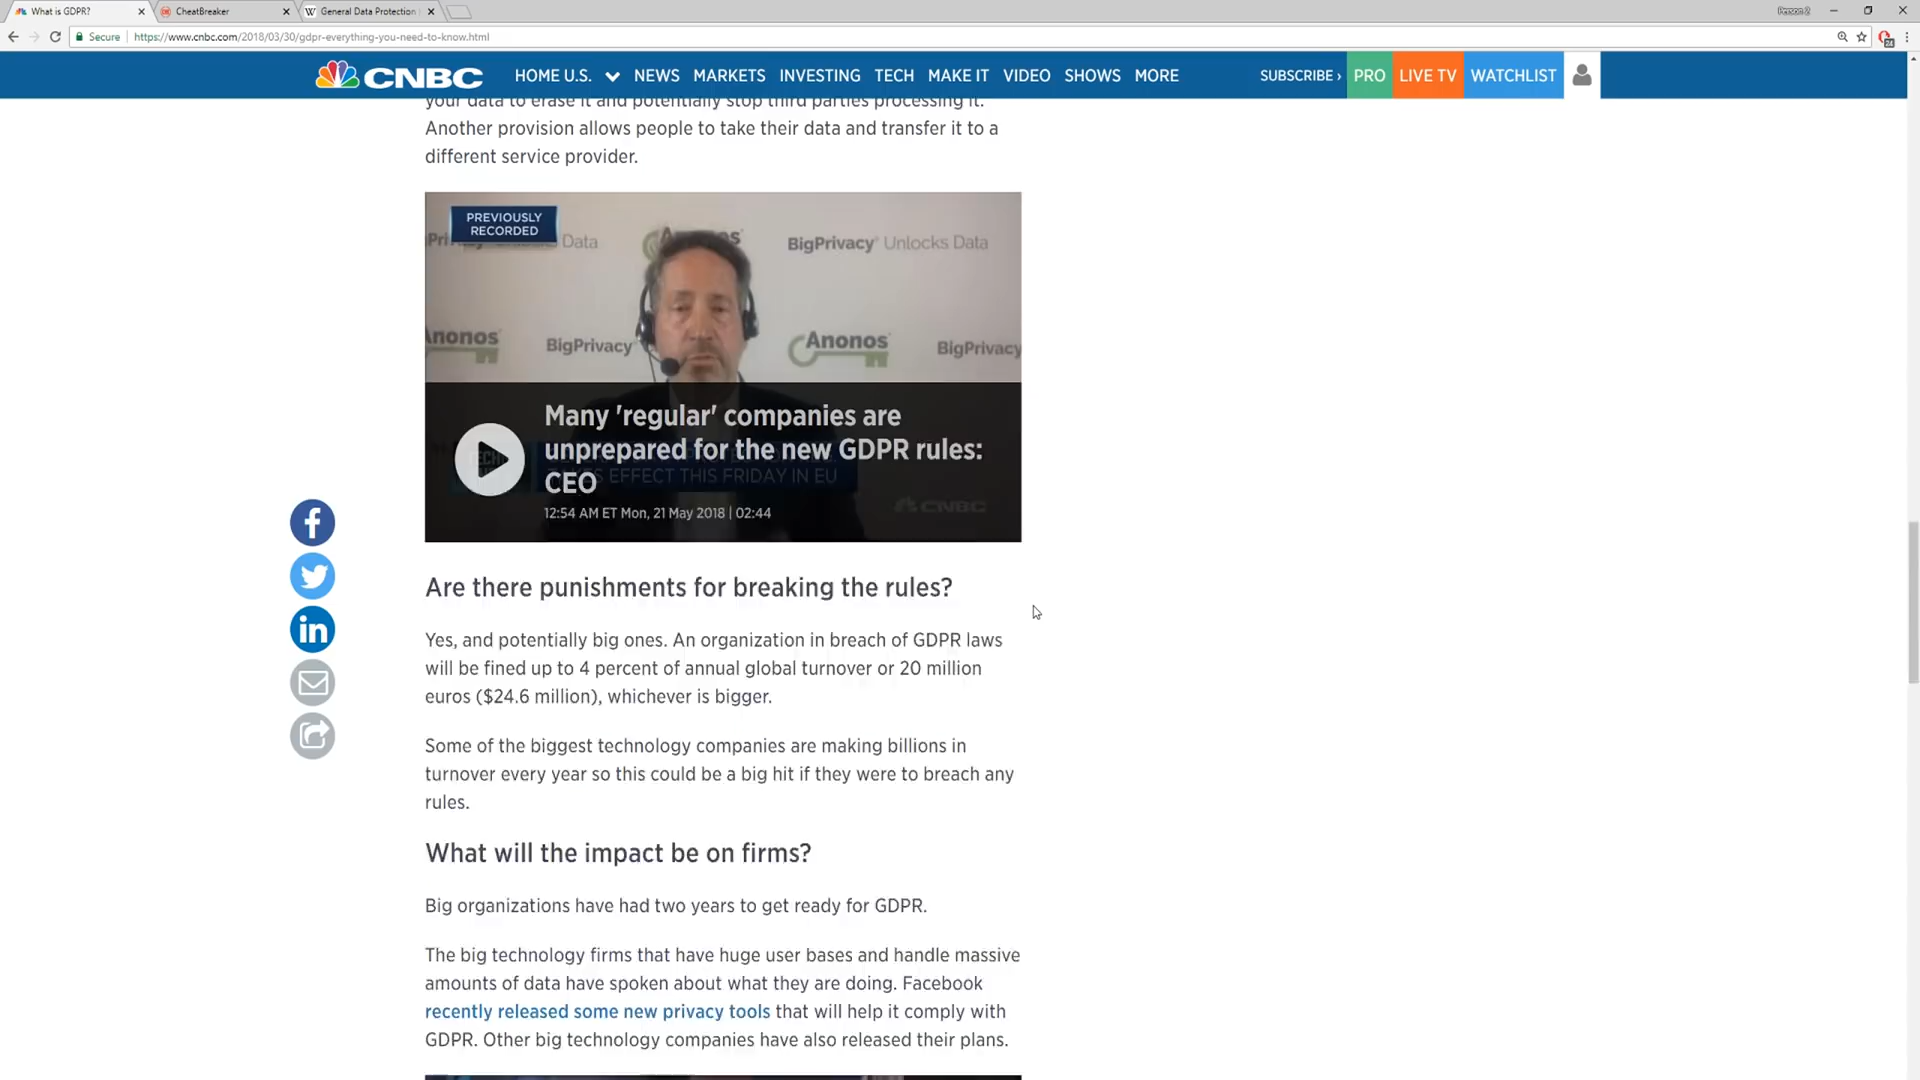 What is GDPR?
CheatBreaker
General Data Protection
Person 2
Secure
https://www.cnbc.com/2018/03/30/gdpr-everything-you-need-to-know.html
CNBC
HOME U.S. NEWS MARKETS INVESTING TECH MAKE IT VIDEO SHOWS MORE
SUBSCRIBE › PRO LIVE TV WATCHLIST
your data to erase it and potentially stop third parties processing it.
Another provision allows people to take their data and transfer it to a
different service provider.
PREVIOUSLY
RECORDED
Data
BigPrivacy Unlocks Data
nonos
BigPrivacy
Anonos
BigPrivacy
Many 'regular' companies are
unprepared for the new GDPR rules:
CEO
EFFECT THIS FRIDAY IN EU
12:54 AM ET Mon, 21 May 2018 | 02:44
CNBC
Are there punishments for breaking the rules?
Yes, and potentially big ones. An organization in breach of GDPR laws
will be fined up to 4 percent of annual global turnover or 20 million
euros ($24.6 million), whichever is bigger.
Some of the biggest technology companies are making billions in
turnover every year so this could be a big hit if they were to breach any
rules.
What will the impact be on firms?
Big organizations have had two years to get ready for GDPR.
The big technology firms that have huge user bases and handle massive
amounts of data have spoken about what they are doing. Facebook
recently released some new privacy tools that will help it comply with
GDPR. Other big technology companies have also released their plans.